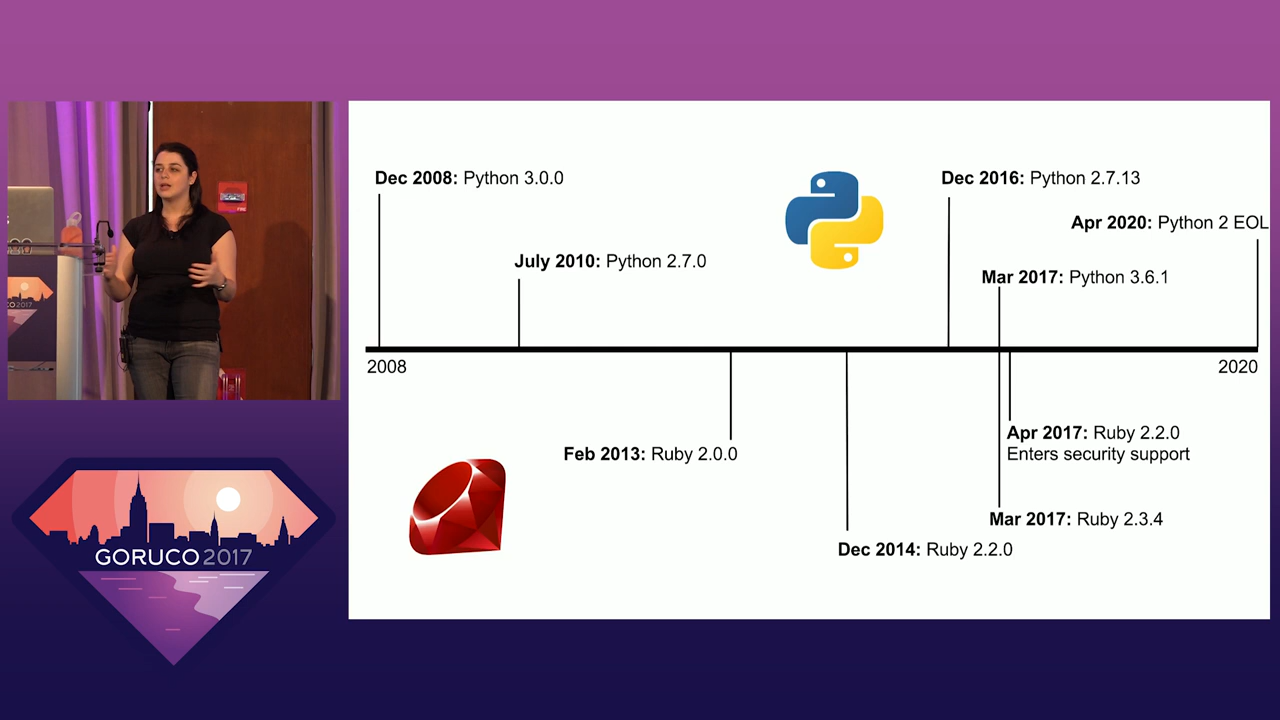 Dec 2008: Python 3.0.0
Dec 2016: Python 2.7.13
Apr 2020: Python 2 EOL
July 2010: Python 2.7.0
Mar 2017: Python 3.6.1
2008
2020
Apr 2017: Ruby 2.2.0
Enters security support
Feb 2013: Ruby 2.0.0
Mar 2017: Ruby 2.3.4
Dec 2014: Ruby 2.2.0
GORUCO 2017